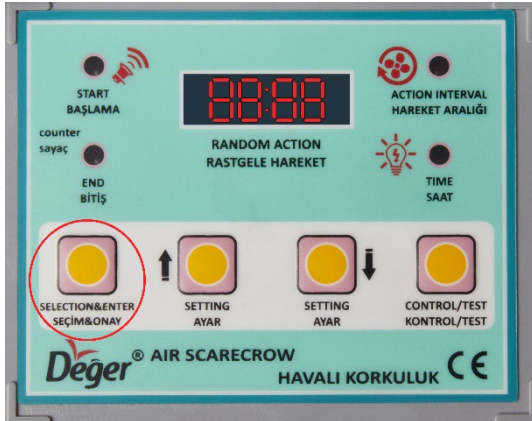 START
BAŞLAMA
88:88
ACTION INTERVAL
HAREKET ARALIĞI
counter
sayaç
RANDOM ACTION
RASTGELE HAREKET
END
BİTİŞ
TIME
SAAT
SELECTION&ENTER
SEÇİM&ONAY
SETTING
AYAR
SETTING
AYAR
CONTROL/TEST
KONTROL/TEST
Değer® AIR SCARECROW
HAVALI KORKULUK CE